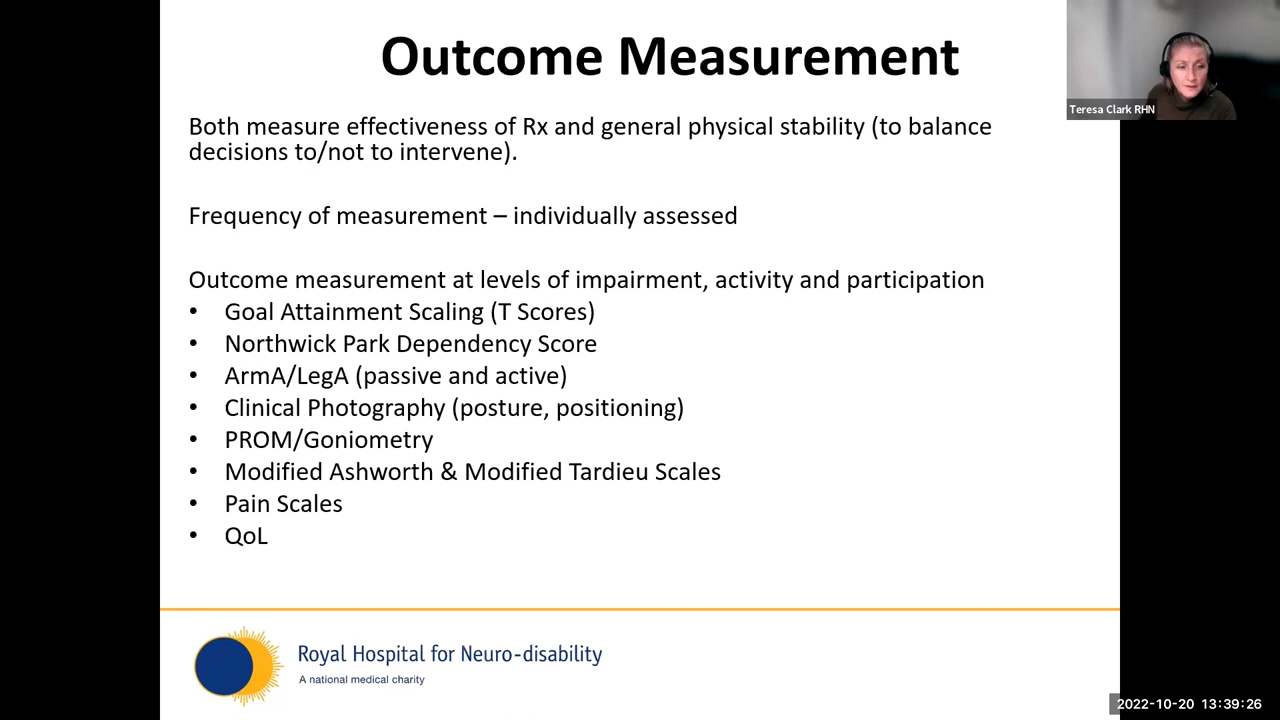 Outcome Measurement
Teresa Clark RHN
Both measure effectiveness of Rx and general physical stability (to balance
decisions to/not to intervene).
Frequency of measurement – individually assessed
Outcome measurement at levels of impairment, activity and participation
• Goal Attainment Scaling (T Scores)
• Northwick Park Dependency Score
• ArmA/LegA (passive and active)
• Clinical Photography (posture, positioning)
• PROM/Goniometry
• Modified Ashworth & Modified Tardieu Scales
• Pain Scales
• QoL
Royal Hospital for Neuro-disability
A national medical charity
2022-10-20 13:39:26